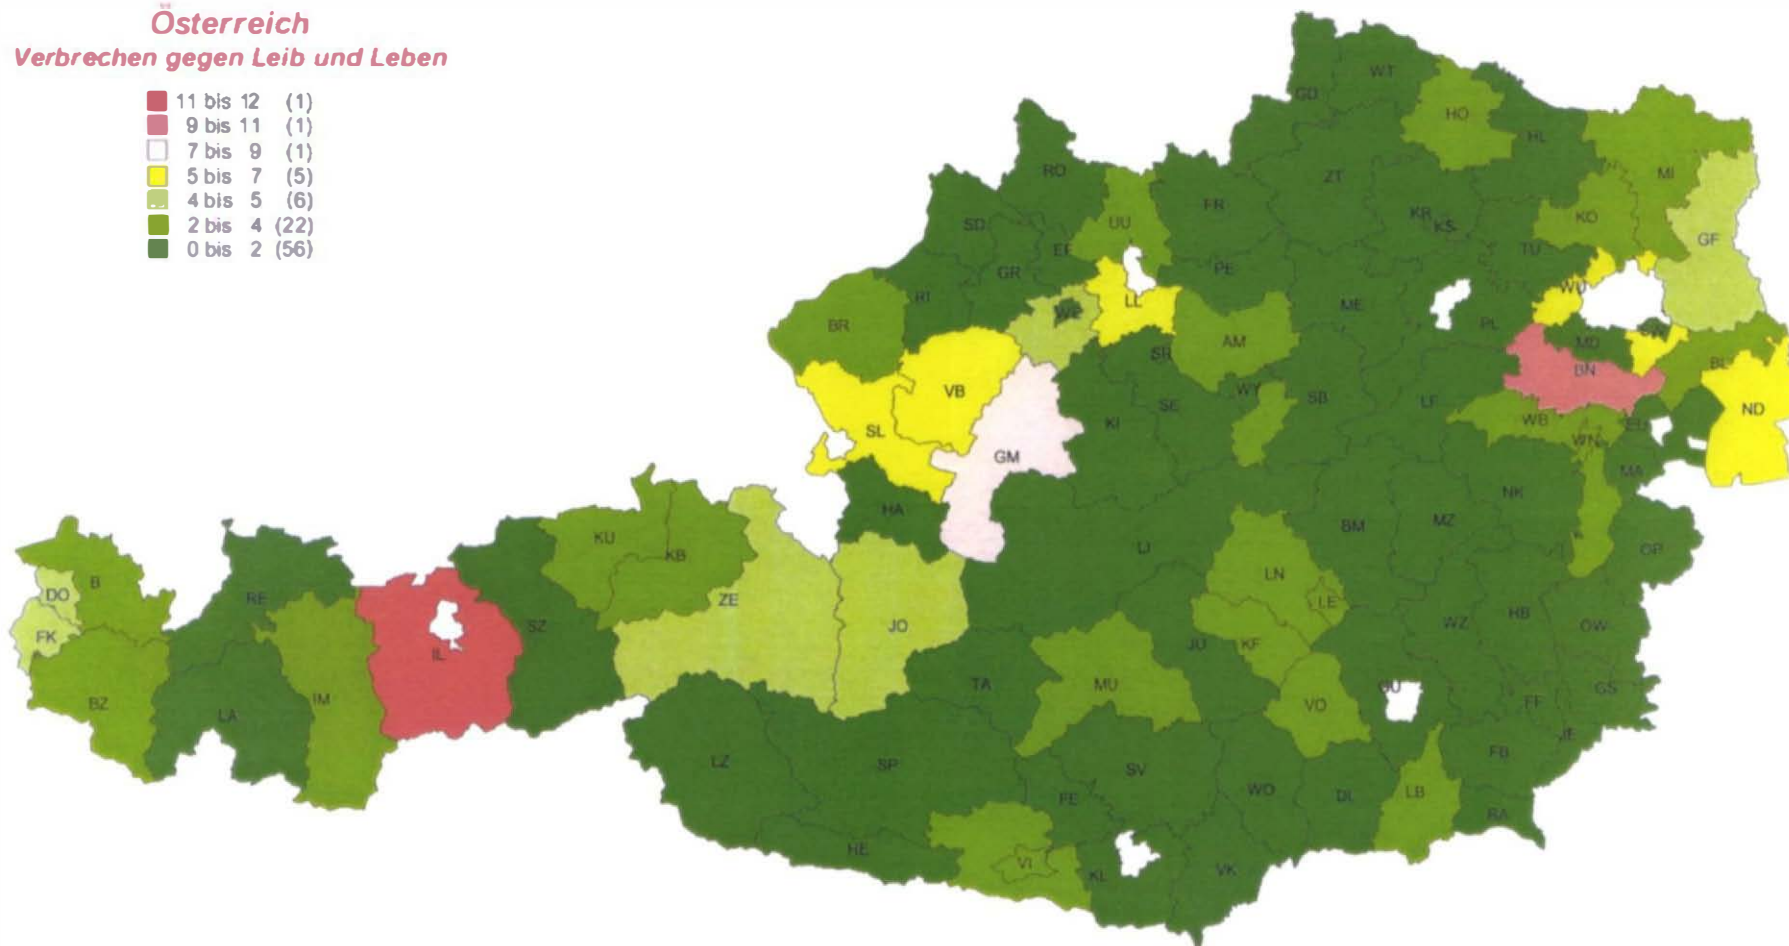 Österreich
Verbrechen gegen Leib und Leben
11 bis 12 (1)
9 bis 11 (1)
7 bis 9 (1)
5 bis 7 (5)
4 bis 5 (6)
2 bis 4 (22)
0 bis 2 (56)
GD
WT
HO
HL
RO
ZT
MI
SD
UU
FR
KR
KS
KO
GF
EF
GR
PE
TU
RI
WE
LL
ME
WU
BR
AM
SR
PL
MD
BN
BL
VB
WY
SB
LF
ND
SL
KI
SE
WB
WN
EU
GM
MA
HA
NK
KU
KB
LI
BM
MZ
OP
B
DO
RE
ZE
LN
LE
FK
SZ
JO
WZ
HB
OW
IL
JU
KF
BZ
LA
IM
TA
MU
VO
GU
FF
GS
JE
LZ
SP
SV
FE
WO
DL
LB
FB
RA
HE
VI
KL
VK